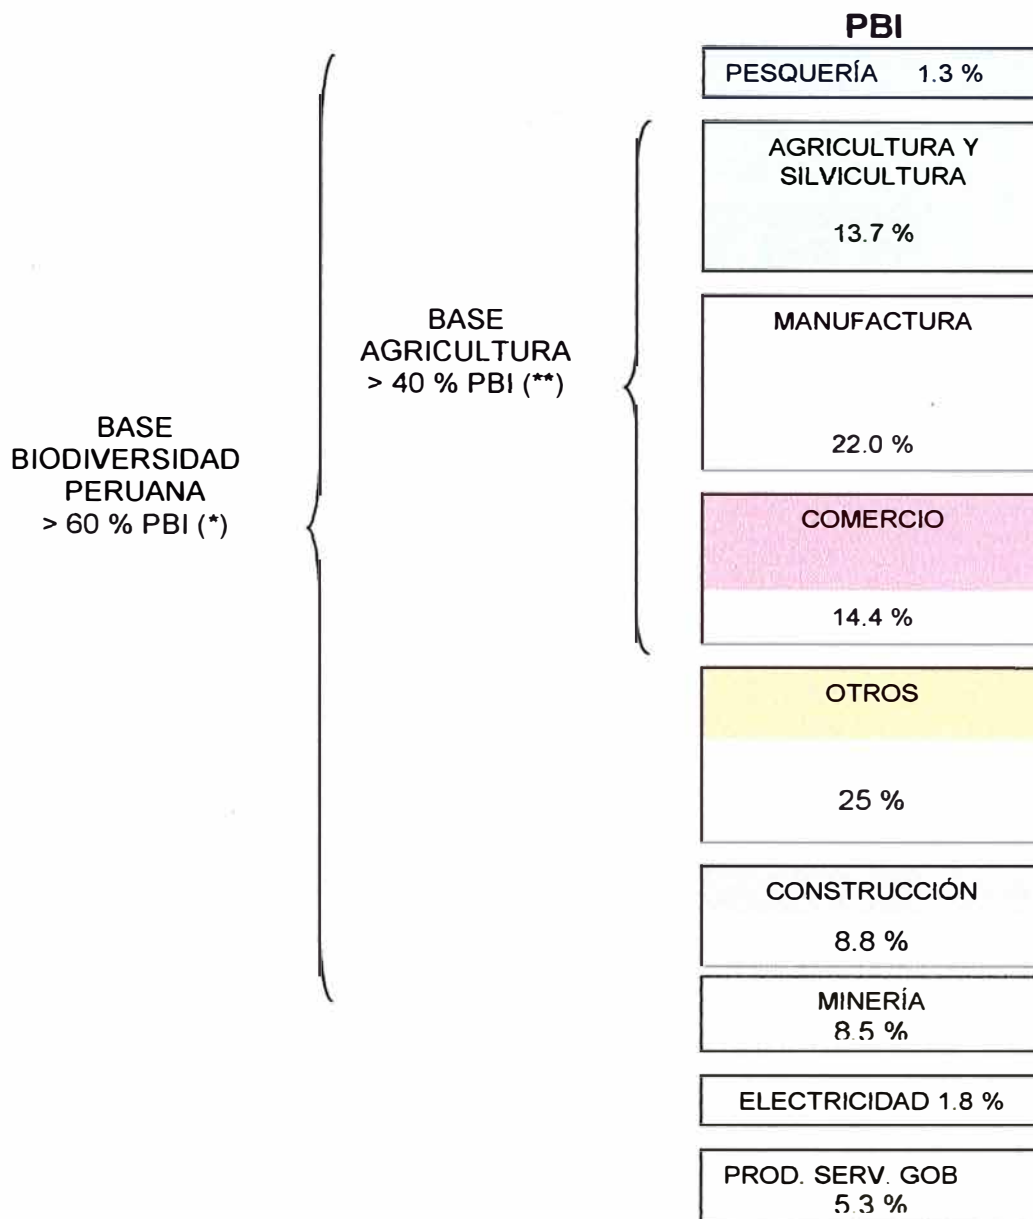 PBI
PESQUERÍA 1.3 %
AGRICULTURA Y
SILVICULTURA
13.7 %
MANUFACTURA
22.0 %
COMERCIO
14.4 %
OTROS
25 %
CONSTRUCCIÓN
8.8 %
MINERÍA
8.5 %
ELECTRICIDAD 1.8 %
PROD. SERV. GOB
5.3 %
BASE
AGRICULTURA
> 40 % PBI (**)
BASE
BIODIVERSIDAD
PERUANA
> 60 % PBI (*)